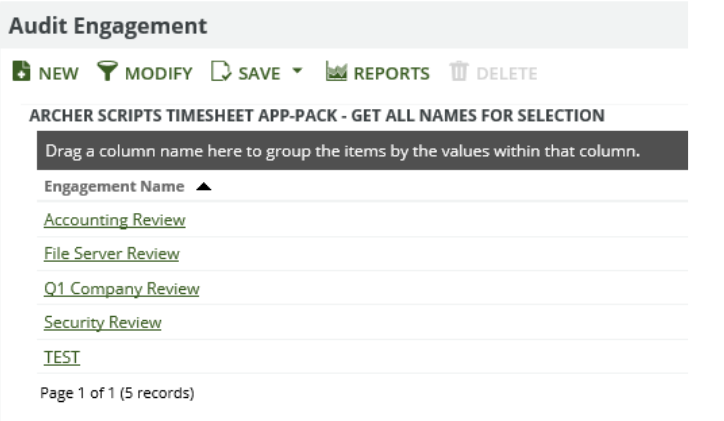 Audit Engagement
NEW MODIFY SAVE REPORTS DELETE
ARCHER SCRIPTS TIMESHEET APP-PACK - GET ALL NAMES FOR SELECTION
Drag a column name here to group the items by the values within that column.
Engagement Name
Accounting Review
File Server Review
Q1 Company Review
Security Review
TEST
Page 1 of 1 (5 records)